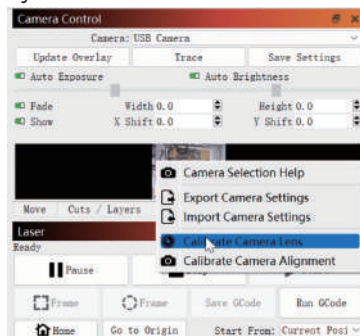 Camera Control
Camera: USB Camera
Update Overlay Trace Save Settings
Auto Exposure Auto Brightness
Fade Width 0.0 Height 0.0
Show X Shift 0.0 Y Shift 0.0
Camera Selection Help
Export Camera Settings
Import Camera Settings
Calibrate Camera Lens
Calibrate Camera Alignment
Move Cuts / Layers
Laser
Ready
Pause
Frame Frame Save GCode Run GCode
Home Go to Origin Start From: Current Posi